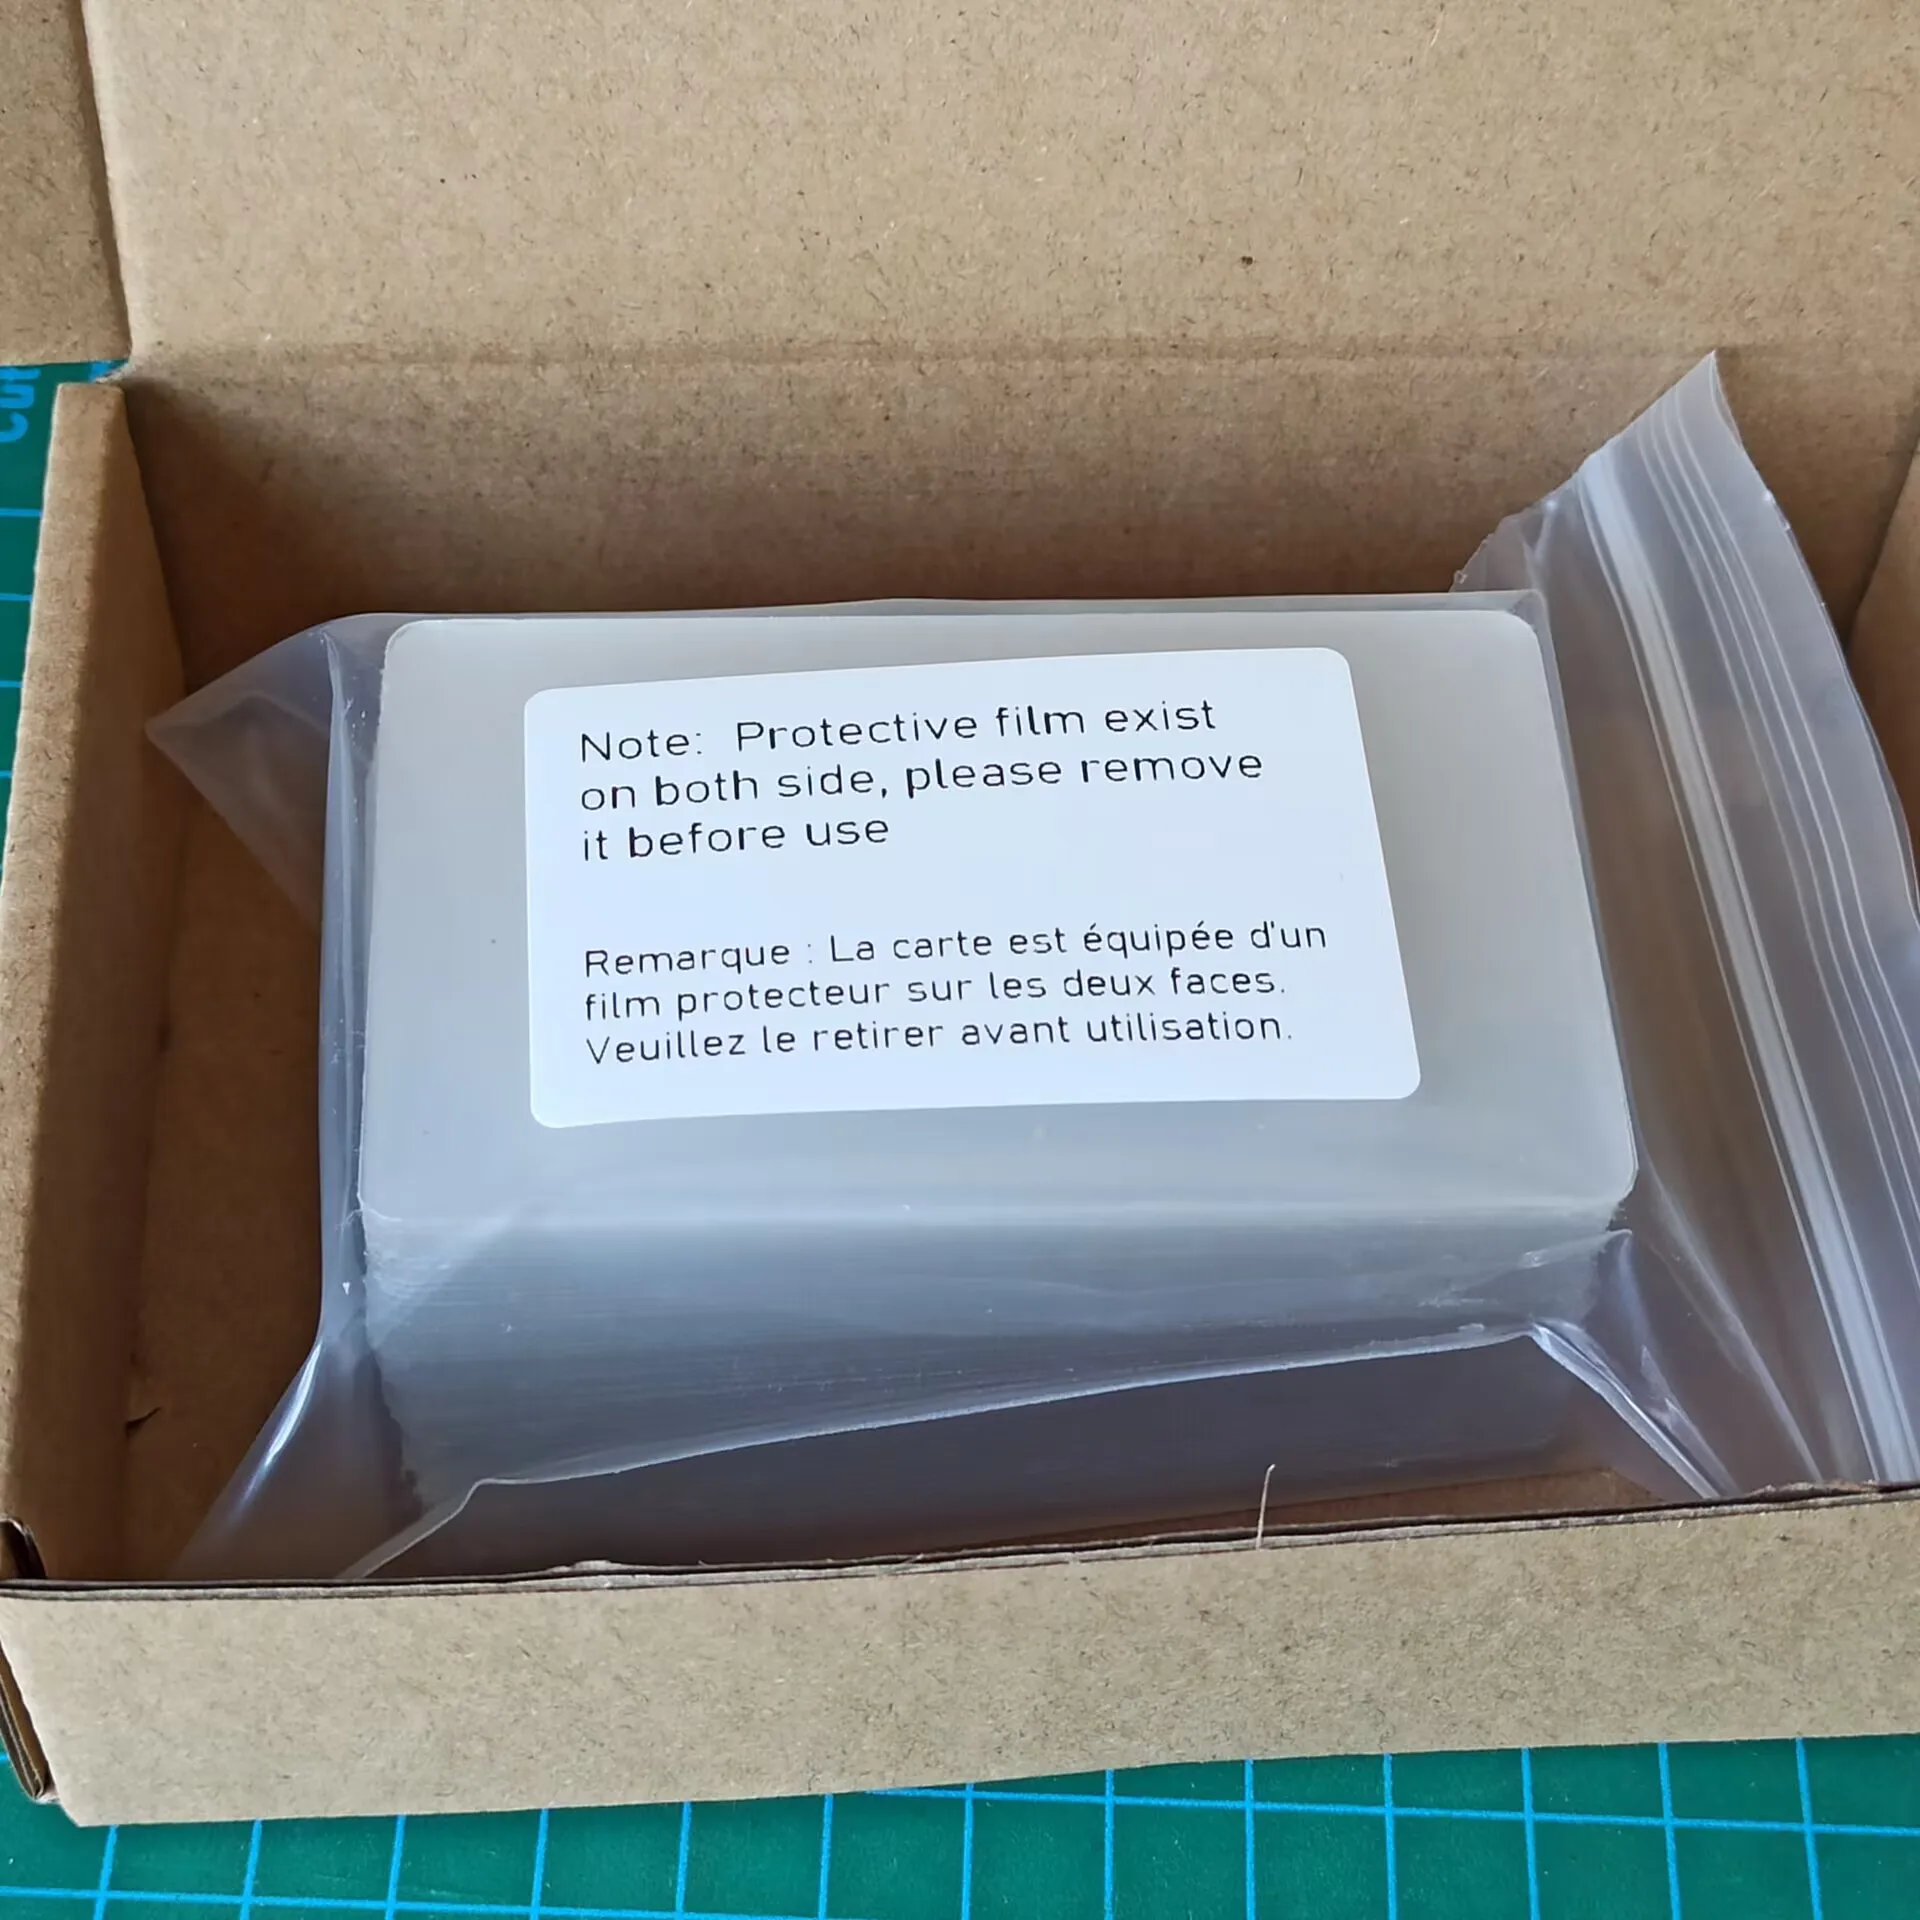 Note: Protective film exist
on both side, please remove
it before use
Remarque : La carte est équipée d'un
film protecteur sur les deux faces.
Veuillez le retirer avant utilisation.